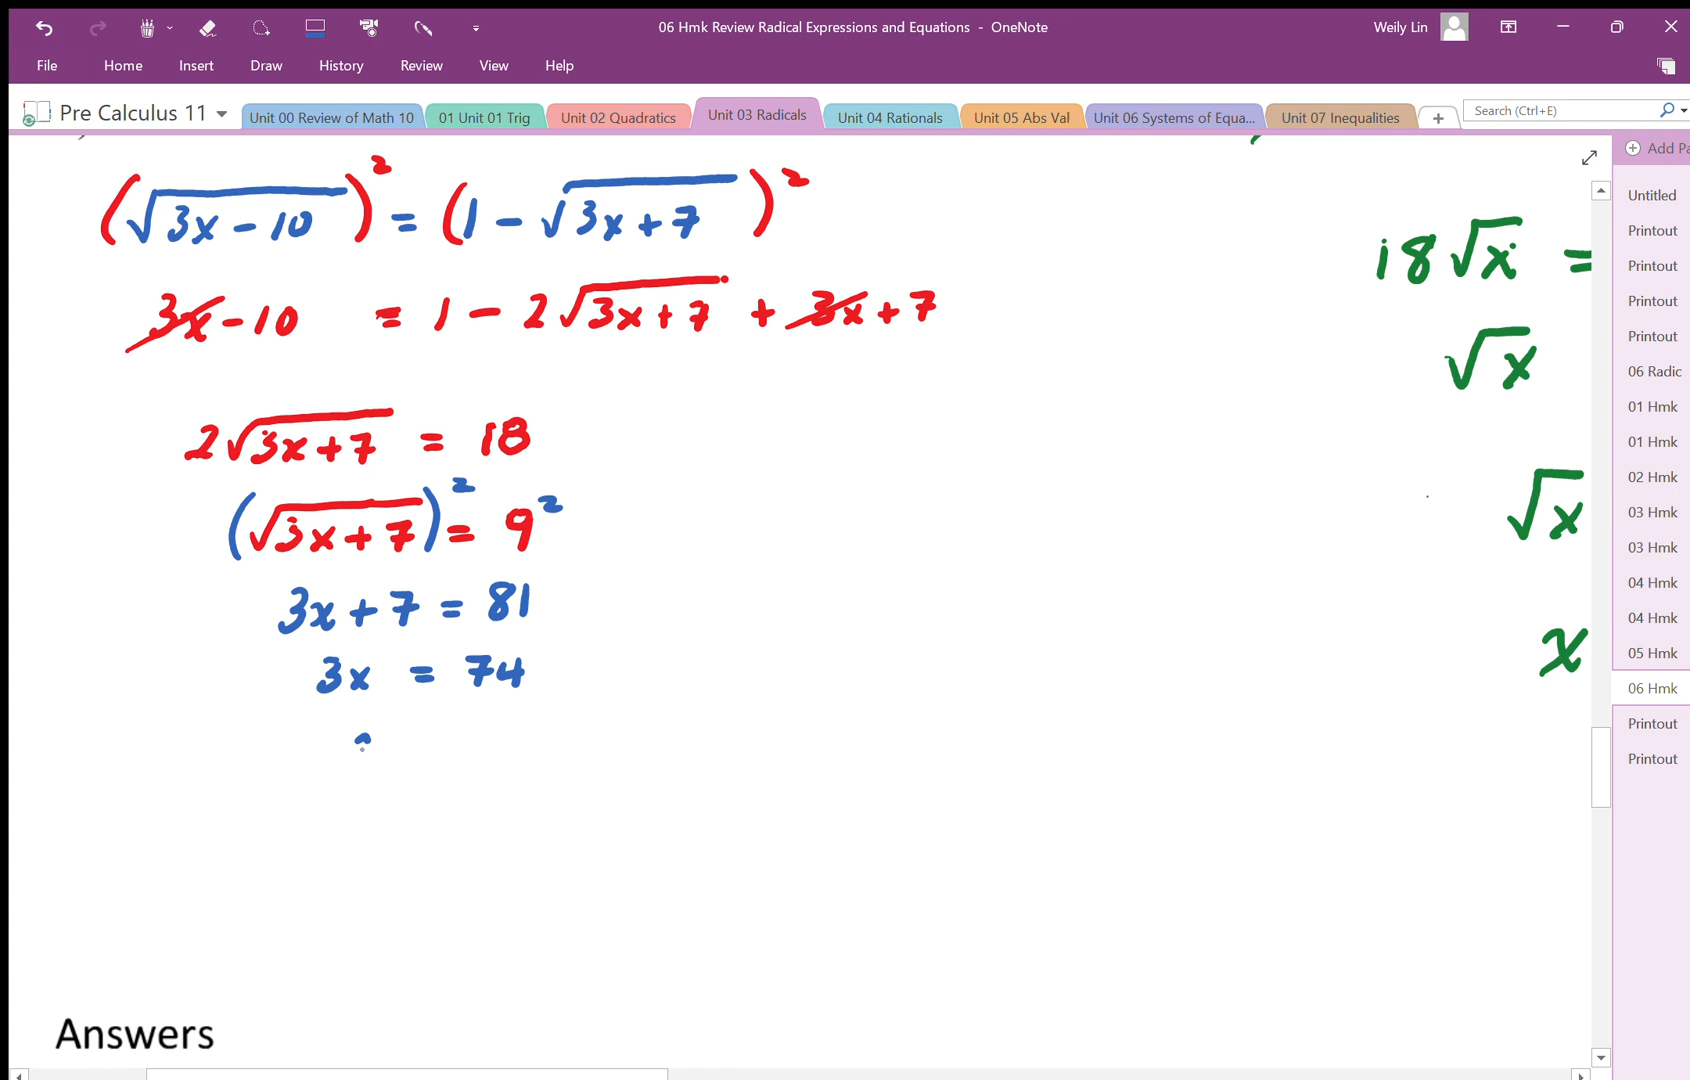 06 Hmk Review Radical Expressions and Equations - OneNote
Weily Lin
File Home Insert Draw History Review View Help
Pre Calculus 11
Unit 00 Review of Math 10
01 Unit 01 Trig
Unit 02 Quadratics
Unit 03 Radicals
Unit 04 Rationals
Unit 05 Abs Val
Unit 06 Systems of Equa...
Unit 07 Inequalities
+
Search (Ctrl+E)
(√(3x - 10))² = (1 - √(3x + 7))²
3x - 10 = 1 - 2√(3x + 7) + 3x + 7
2√(3x + 7) = 18
(√(3x + 7))² = 9²
3x + 7 = 81
3x = 74
Answers
18√x =
√x
√x
x
Add Pa
Untitled
Printout
Printout
Printout
Printout
06 Radic
01 Hmk
01 Hmk
02 Hmk
03 Hmk
03 Hmk
04 Hmk
04 Hmk
05 Hmk
06 Hmk
Printout
Printout